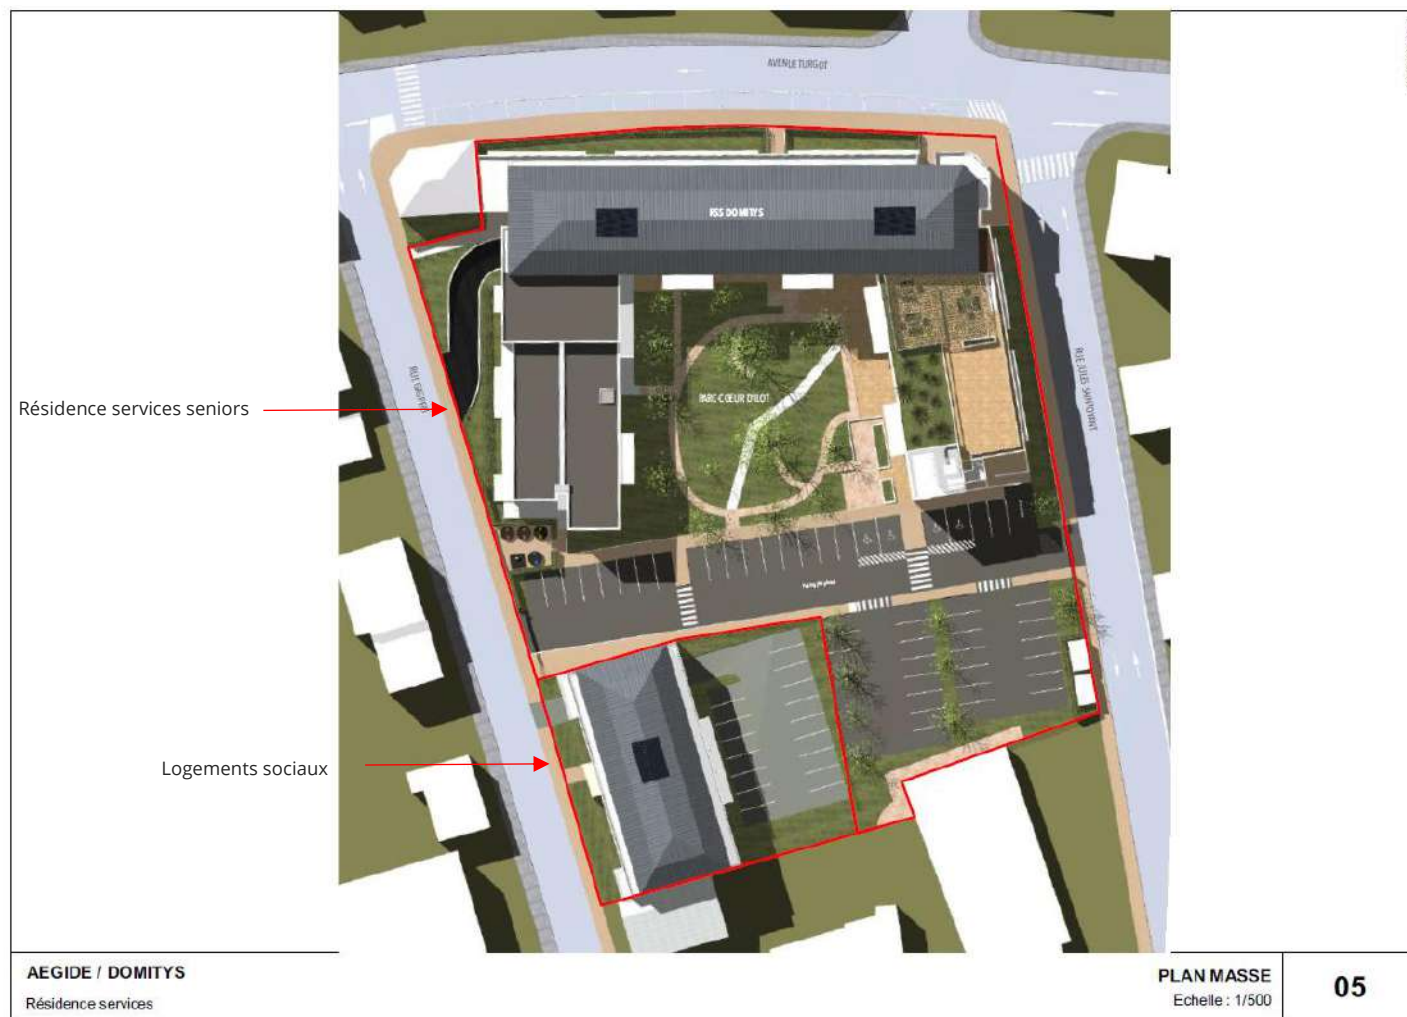 AVENUE TURGOT
RSS DOMITYS
PARC-COEUR D'ILOT
RUE JULES SAINTOYANT
Résidence services seniors
Logements sociaux
AEGIDE / DOMITYS
Résidence services
PLAN MASSE
Echelle : 1/500
05